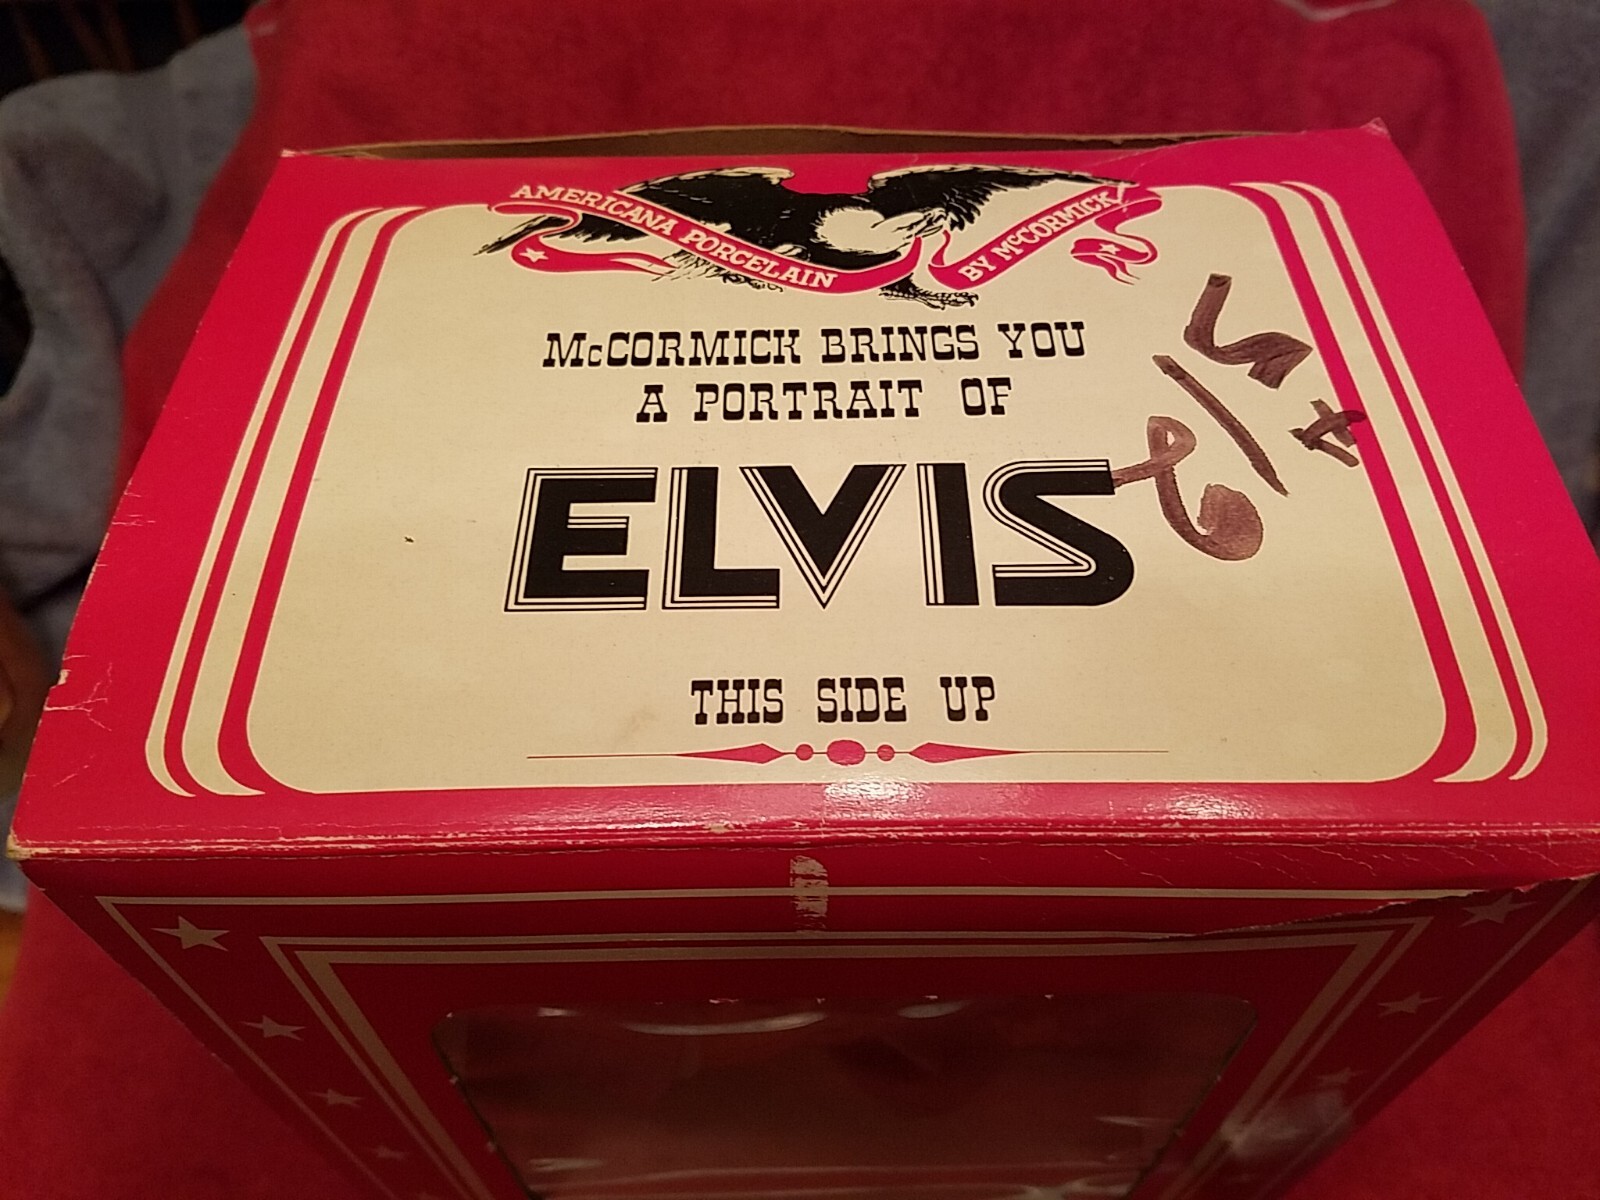 AMERICANA PORCELAIN BY McCORMICK
McCORMICK BRINGS YOU
A PORTRAIT OF
ELVIS
THIS SIDE UP